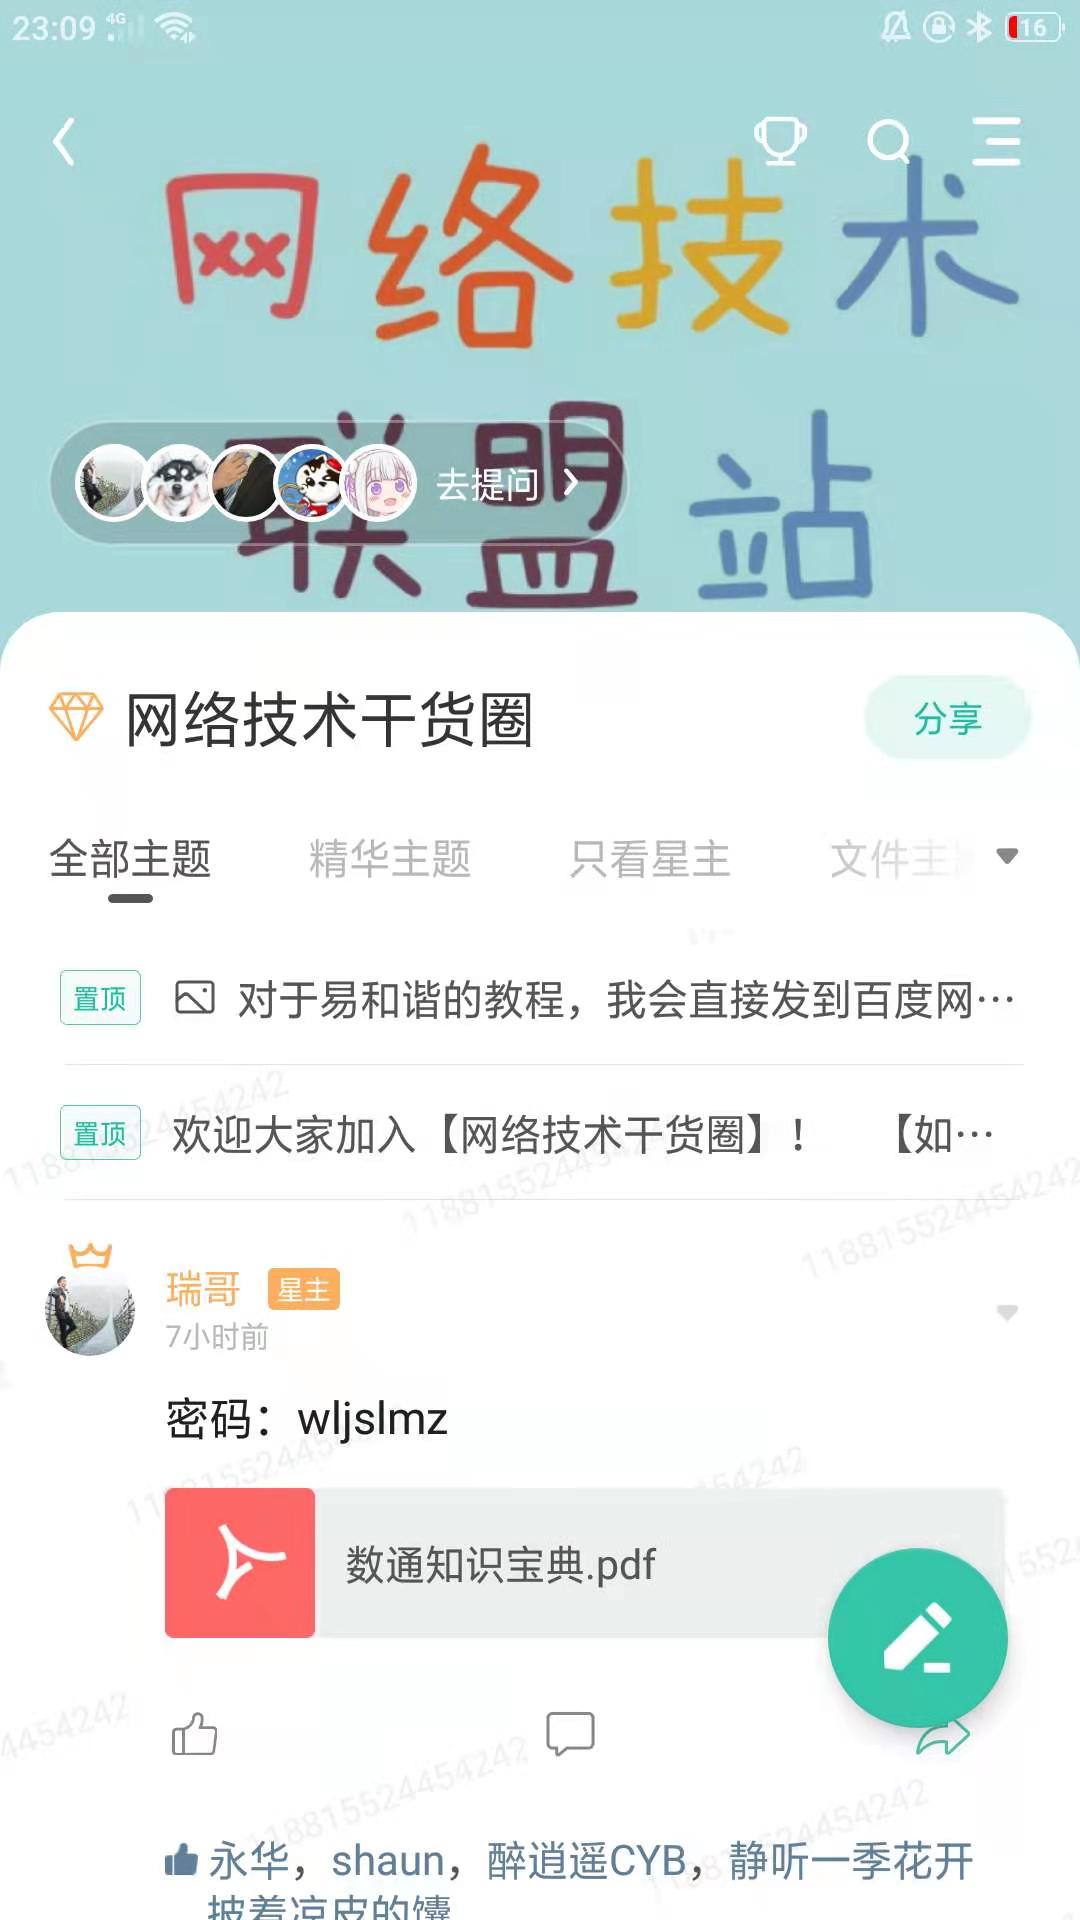 23:09 4G 16
网络技术
联盟站
去提问
网络技术干货圈
分享
全部主题 精华主题 只看星主 文件主
置顶 对于易和谐的教程，我会直接发到百度网…
置顶 欢迎大家加入【网络技术干货圈】！ 【如…
瑞哥 星主
7小时前
密码：wljslmz
数通知识宝典.pdf
永华，shaun，醉逍遥CYB，静听一季花开
披着凉皮的馕
118815524454242